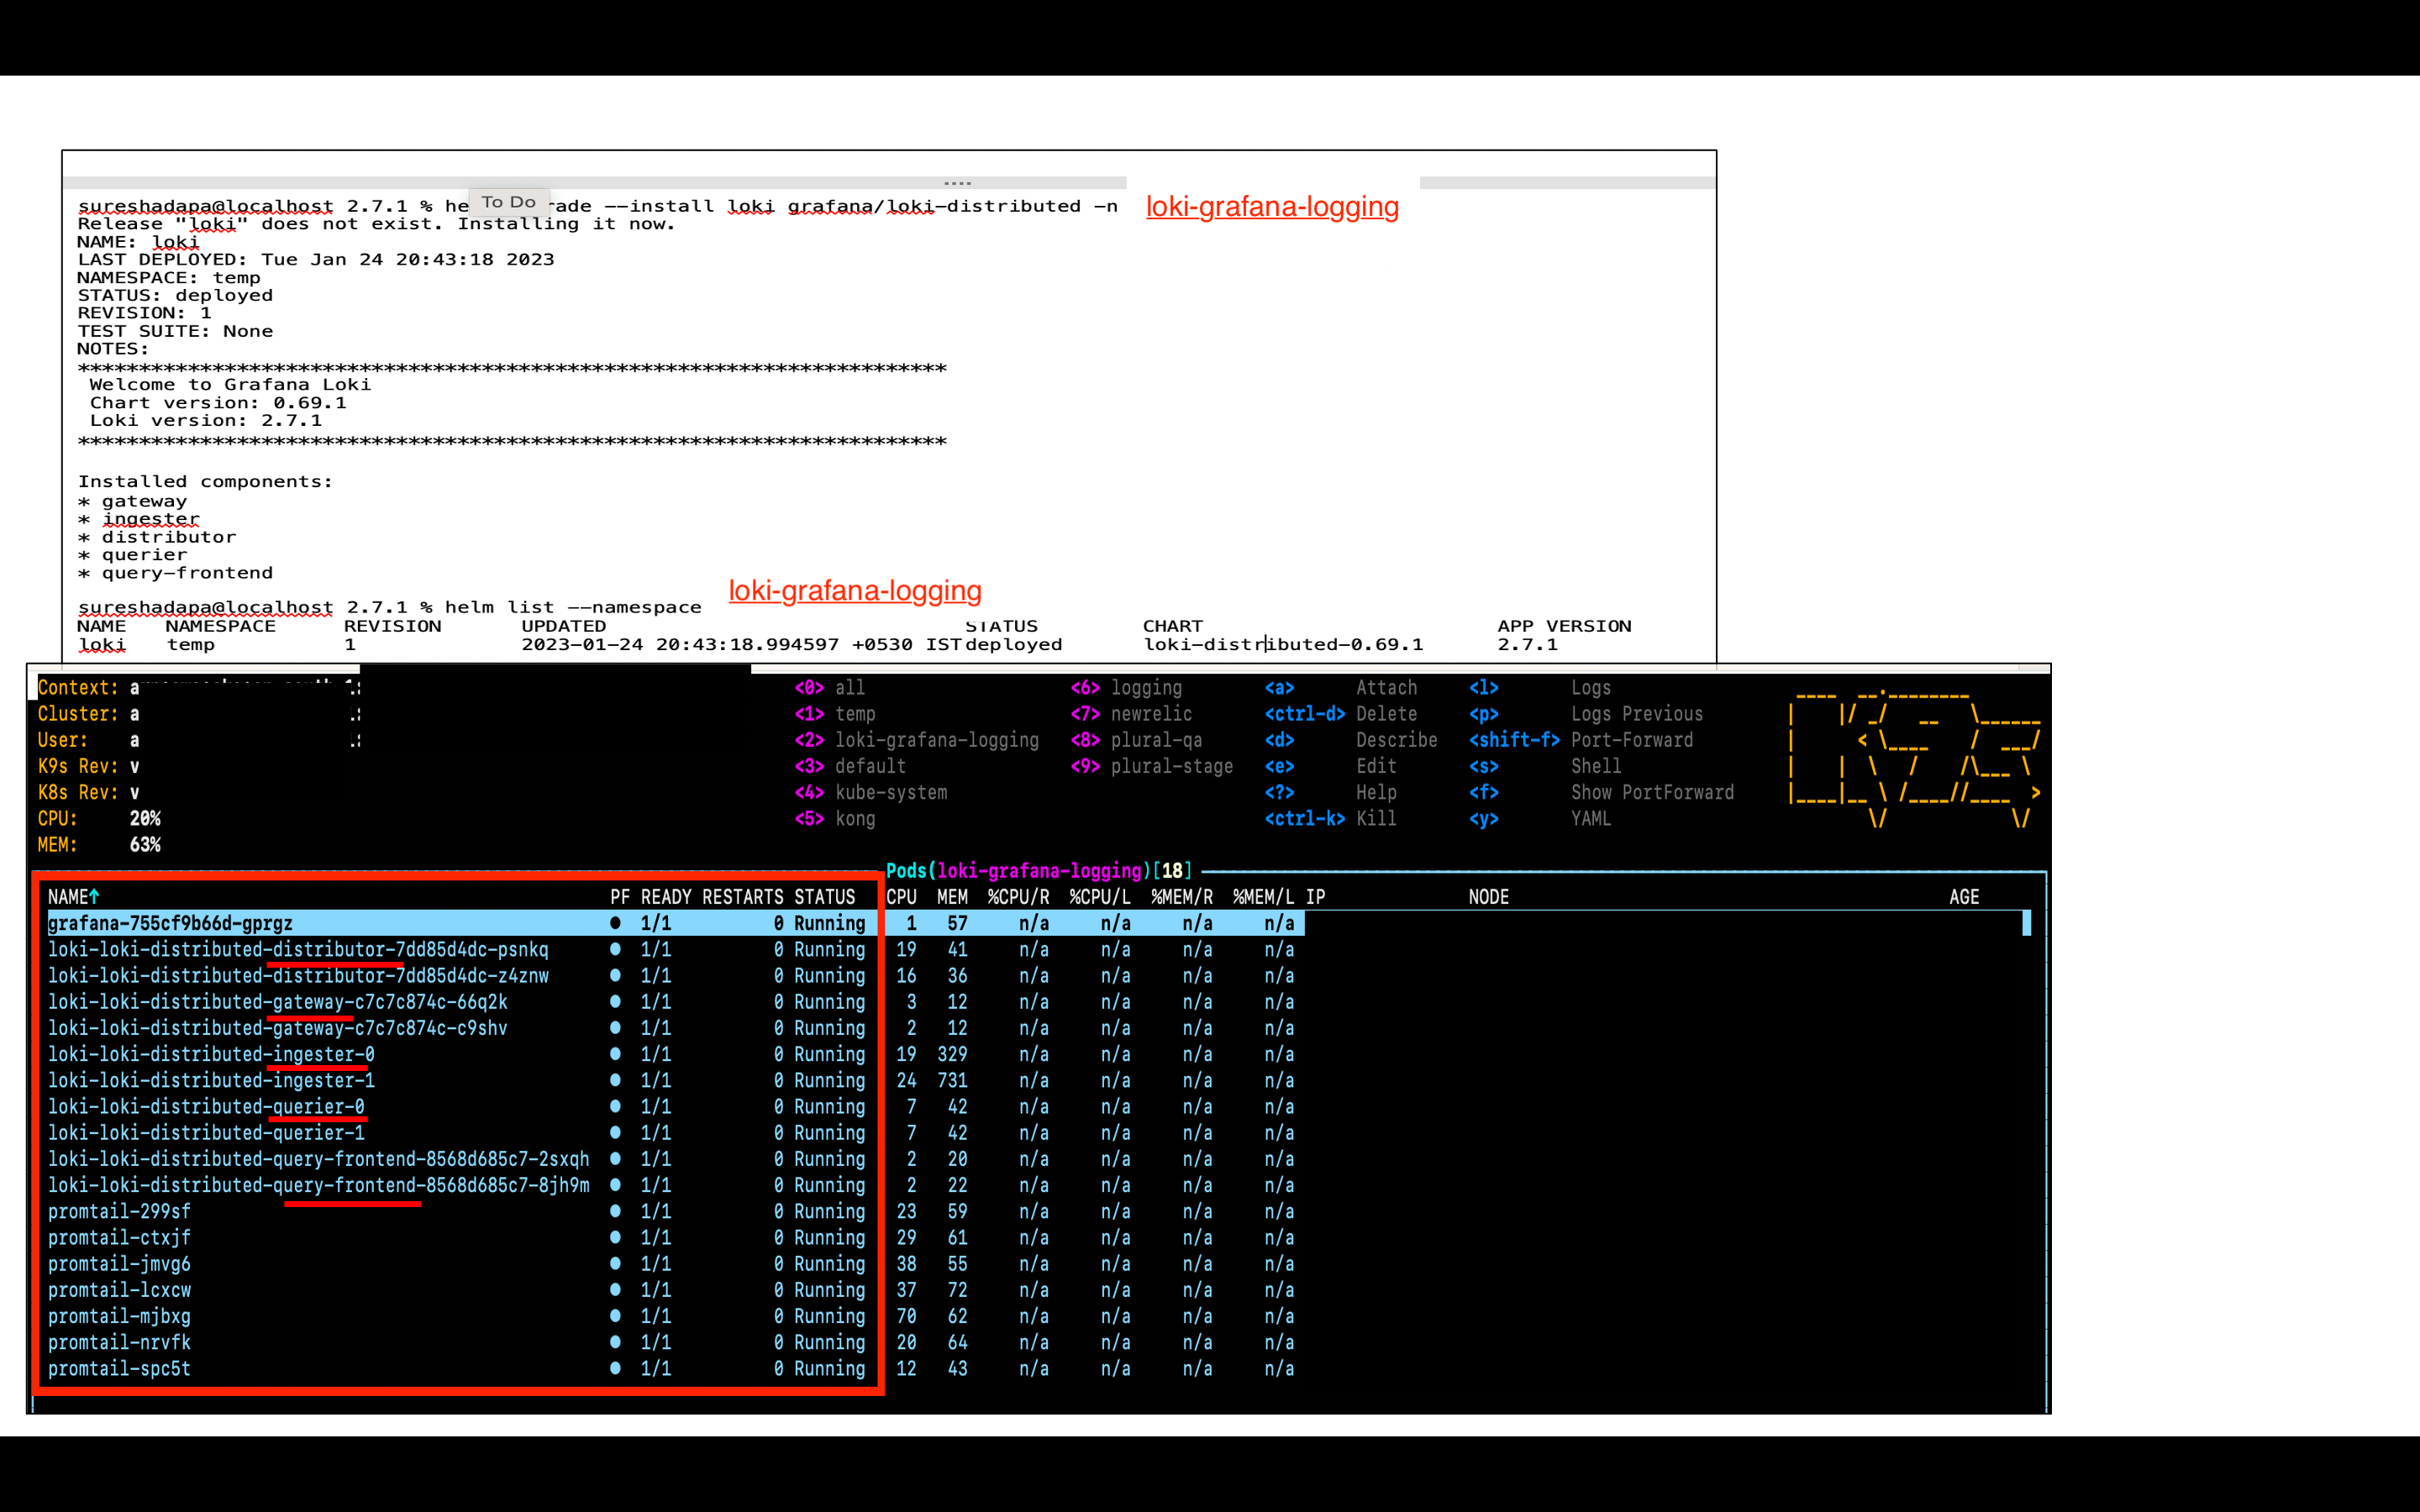 sureshadapa@localhost 2.7.1 % he To Do rade --install loki grafana/loki-distributed -n loki-grafana-logging
Release "loki" does not exist. Installing it now.
NAME: loki
LAST DEPLOYED: Tue Jan 24 20:43:18 2023
NAMESPACE: temp
STATUS: deployed
REVISION: 1
TEST SUITE: None
NOTES:
***********************************************************************
Welcome to Grafana Loki
Chart version: 0.69.1
Loki version: 2.7.1
***********************************************************************
Installed components:
* gateway
* ingester
* distributor
* querier
* query-frontend
sureshadapa@localhost 2.7.1 % helm list --namespace loki-grafana-logging
NAME NAMESPACE REVISION UPDATED STATUS CHART APP VERSION
loki temp 1 2023-01-24 20:43:18.994597 +0530 IST deployed loki-distributed-0.69.1 2.7.1
Context: a <0> all <6> logging <a> Attach <l> Logs
Cluster: a <1> temp <7> newrelic <ctrl-d> Delete <p> Logs Previous
User: a <2> loki-grafana-logging <8> plural-qa <d> Describe <shift-f> Port-Forward
K9s Rev: v <3> default <9> plural-stage <e> Edit <s> Shell
K8s Rev: v <4> kube-system <?> Help <f> Show PortForward
CPU: 20% <5> kong <ctrl-k> Kill <y> YAML
MEM: 63%
Pods(loki-grafana-logging)[18]
NAME↑ PF READY RESTARTS STATUS CPU MEM %CPU/R %CPU/L %MEM/R %MEM/L IP NODE AGE
grafana-755cf9b66d-gprgz ● 1/1 0 Running 1 57 n/a n/a n/a n/a
loki-loki-distributed-distributor-7dd85d4dc-psnkq ● 1/1 0 Running 19 41 n/a n/a n/a n/a
loki-loki-distributed-distributor-7dd85d4dc-z4znw ● 1/1 0 Running 16 36 n/a n/a n/a n/a
loki-loki-distributed-gateway-c7c7c874c-66q2k ● 1/1 0 Running 3 12 n/a n/a n/a n/a
loki-loki-distributed-gateway-c7c7c874c-c9shv ● 1/1 0 Running 2 12 n/a n/a n/a n/a
loki-loki-distributed-ingester-0 ● 1/1 0 Running 19 329 n/a n/a n/a n/a
loki-loki-distributed-ingester-1 ● 1/1 0 Running 24 731 n/a n/a n/a n/a
loki-loki-distributed-querier-0 ● 1/1 0 Running 7 42 n/a n/a n/a n/a
loki-loki-distributed-querier-1 ● 1/1 0 Running 7 42 n/a n/a n/a n/a
loki-loki-distributed-query-frontend-8568d685c7-2sxqh ● 1/1 0 Running 2 20 n/a n/a n/a n/a
loki-loki-distributed-query-frontend-8568d685c7-8jh9m ● 1/1 0 Running 2 22 n/a n/a n/a n/a
promtail-299sf ● 1/1 0 Running 23 59 n/a n/a n/a n/a
promtail-ctxjf ● 1/1 0 Running 29 61 n/a n/a n/a n/a
promtail-jmvg6 ● 1/1 0 Running 38 55 n/a n/a n/a n/a
promtail-lcxcw ● 1/1 0 Running 37 72 n/a n/a n/a n/a
promtail-mjbxg ● 1/1 0 Running 70 62 n/a n/a n/a n/a
promtail-nrvfk ● 1/1 0 Running 20 64 n/a n/a n/a n/a
promtail-spc5t ● 1/1 0 Running 12 43 n/a n/a n/a n/a